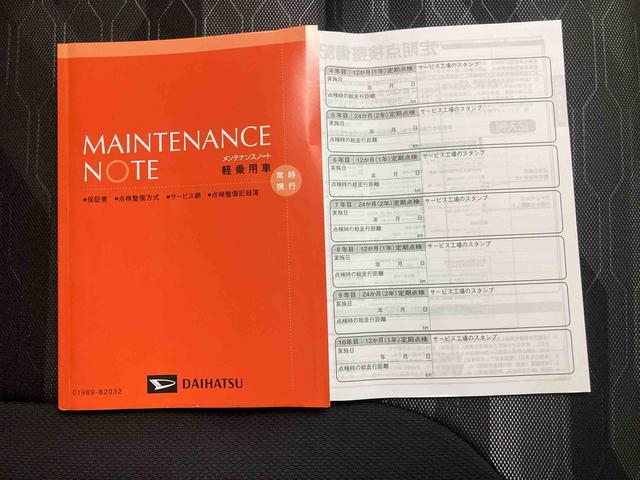 MAINTENANCE
NOTE
メンテナンスノート
軽乗用車
常時
携行
•保証書 •点検整備方式 •サービス網 •点検整備記録簿
DAIHATSU
01989-B2032
4年目 12か月(1年)定期点検 サービス工場のスタンプ
実施日
年 月 日
点検時の総走行距離
km
5年目 24か月(2年)定期点検 サービス工場のスタンプ
実施日
年 月 日
点検時の総走行距離
km
6年目 12か月(1年)定期点検 サービス工場のスタンプ
実施日
年 月 日
点検時の総走行距離
km
7年目 24か月(2年)定期点検 サービス工場のスタンプ
実施日
年 月 日
点検時の総走行距離
km
8年目 12か月(1年)定期点検 サービス工場のスタンプ
実施日
年 月 日
点検時の総走行距離
km
9年目 24か月(2年)定期点検 サービス工場のスタンプ
実施日
年 月 日
点検時の総走行距離
km
10年目 12か月(1年)定期点検 サービス工場のスタンプ
実施日
年 月 日
点検時の総走行距離
km